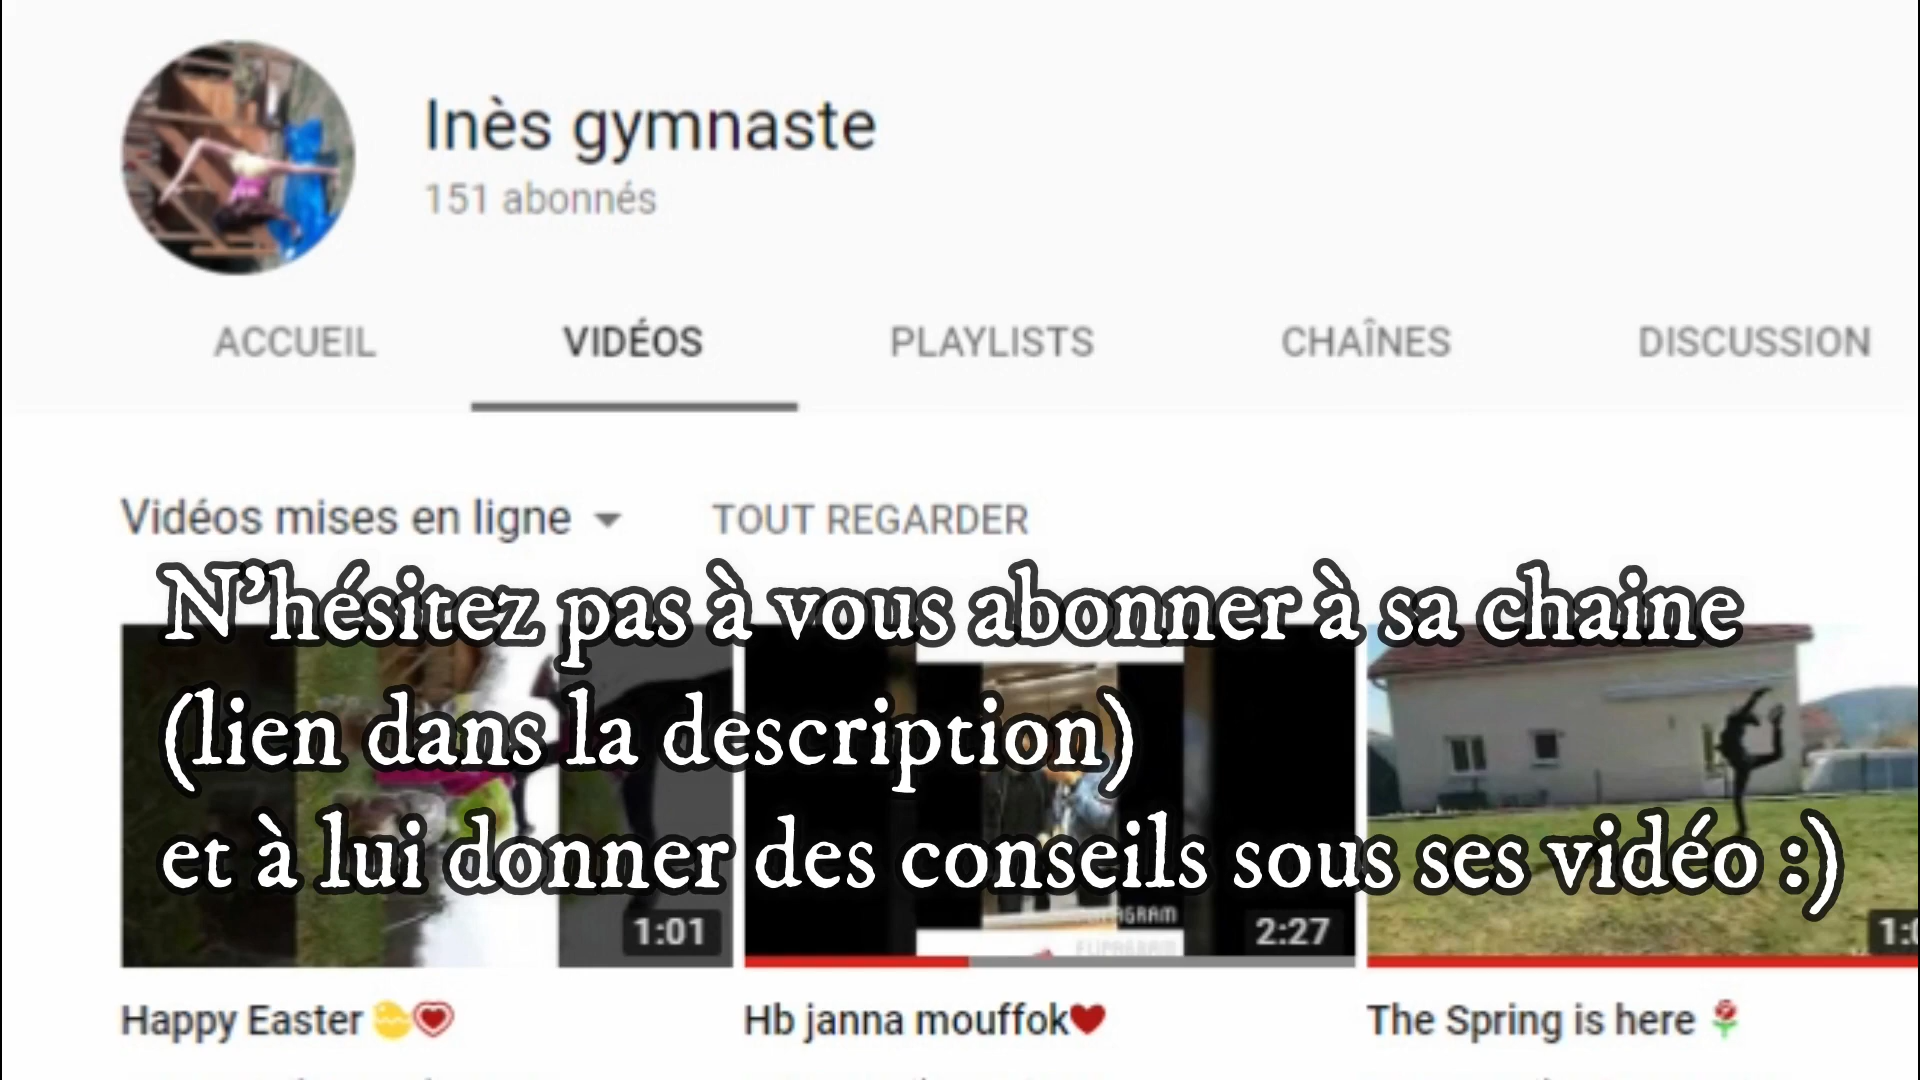 Inès gymnaste
151 abonnés
ACCUEIL VIDÉOS PLAYLISTS CHAÎNES DISCUSSION
Vidéos mises en ligne TOUT REGARDER
N'hésitez pas à vous abonner à sa chaine
(lien dans la description)
et à lui donner des conseils sous ses vidéo :)
FLIPAGRAM
1:01 2:27
Happy Easter Hb janna mouffok The Spring is here